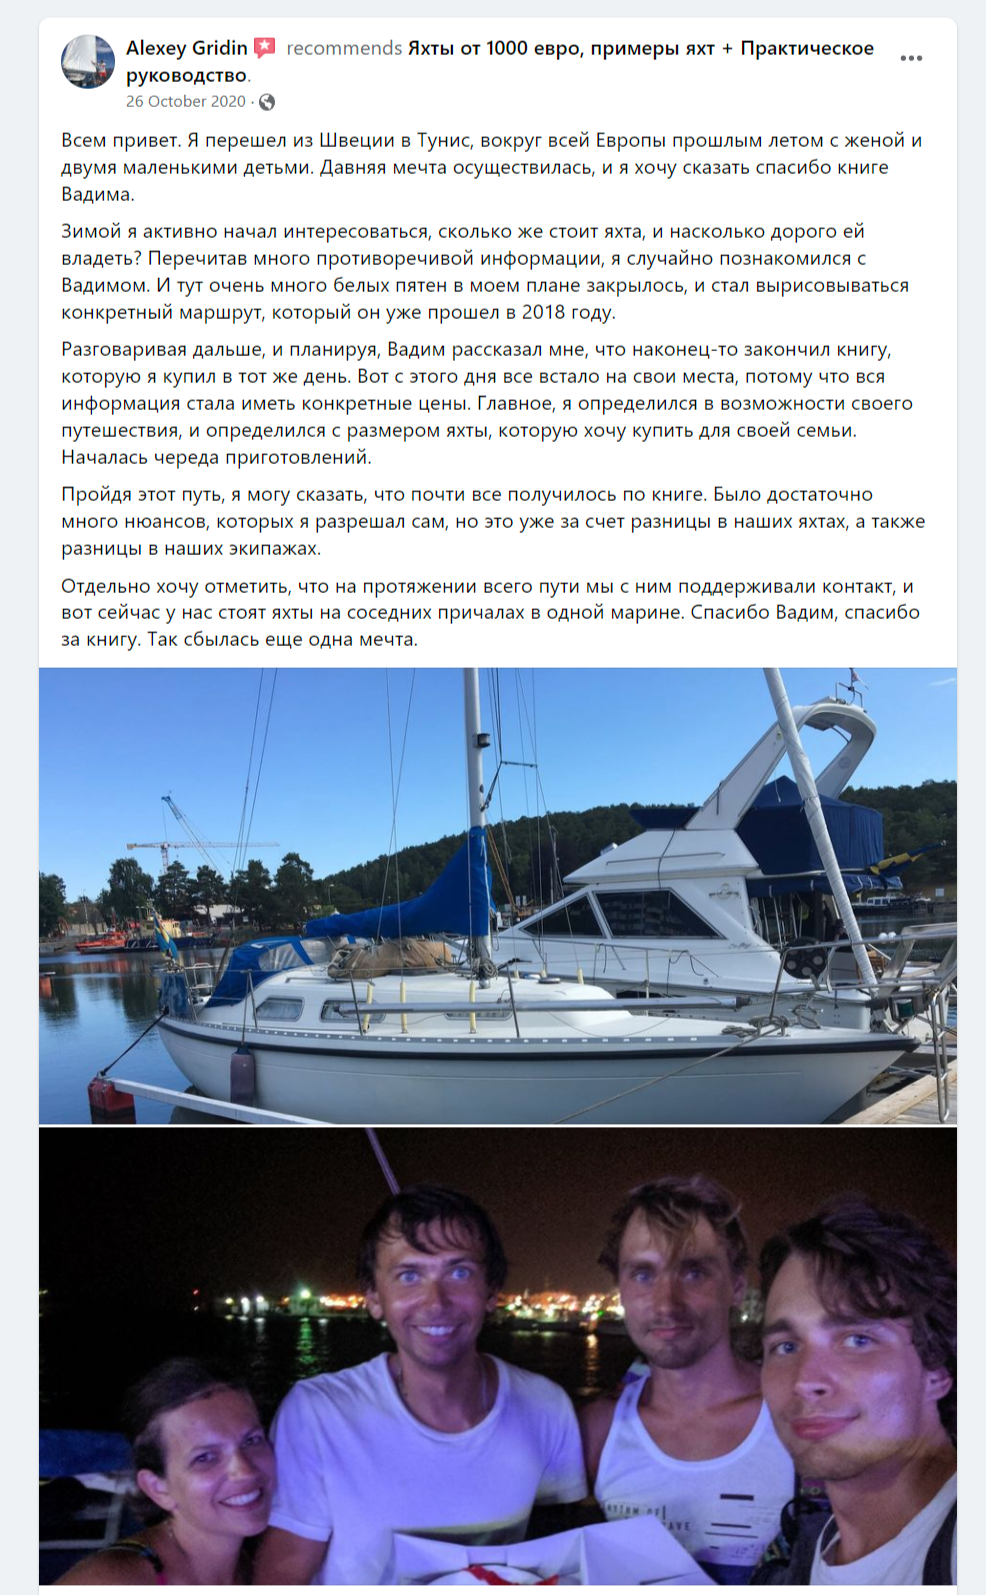 Alexey Gridin recommends Яхты от 1000 евро, примеры яхт + Практическое
руководство.
26 October 2020 ·
Всем привет. Я перешел из Швеции в Тунис, вокруг всей Европы прошлым летом с женой и
двумя маленькими детьми. Давняя мечта осуществилась, и я хочу сказать спасибо книге
Вадима.
Зимой я активно начал интересоваться, сколько же стоит яхта, и насколько дорого ей
владеть? Перечитав много противоречивой информации, я случайно познакомился с
Вадимом. И тут очень много белых пятен в моем плане закрылось, и стал вырисовываться
конкретный маршрут, который он уже прошел в 2018 году.
Разговаривая дальше, и планируя, Вадим рассказал мне, что наконец-то закончил книгу,
которую я купил в тот же день. Вот с этого дня все встало на свои места, потому что вся
информация стала иметь конкретные цены. Главное, я определился в возможности своего
путешествия, и определился с размером яхты, которую хочу купить для своей семьи.
Началась череда приготовлений.
Пройдя этот путь, я могу сказать, что почти все получилось по книге. Было достаточно
много нюансов, которых я разрешал сам, но это уже за счет разницы в наших яхтах, а также
разницы в наших экипажах.
Отдельно хочу отметить, что на протяжении всего пути мы с ним поддерживали контакт, и
вот сейчас у нас стоят яхты на соседних причалах в одной марине. Спасибо Вадим, спасибо
за книгу. Так сбылась еще одна мечта.